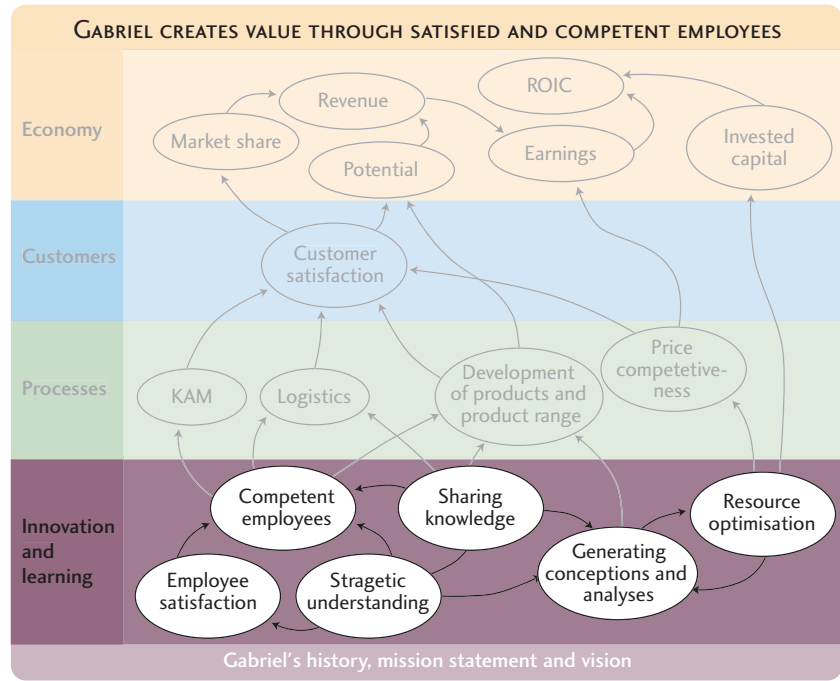 GABRIEL CREATES VALUE THROUGH SATISFIED AND COMPETENT EMPLOYEES
Economy
Revenue
ROIC
Market share
Potential
Earnings
Invested
capital
Customers
Customer
satisfaction
Processes
KAM
Logistics
Development
of products and
product range
Price
competetive-
ness
Innovation
and
learning
Competent
employees
Sharing
knowledge
Resource
optimisation
Employee
satisfaction
Stragetic
understanding
Generating
conceptions and
analyses
Gabriel's history, mission statement and vision